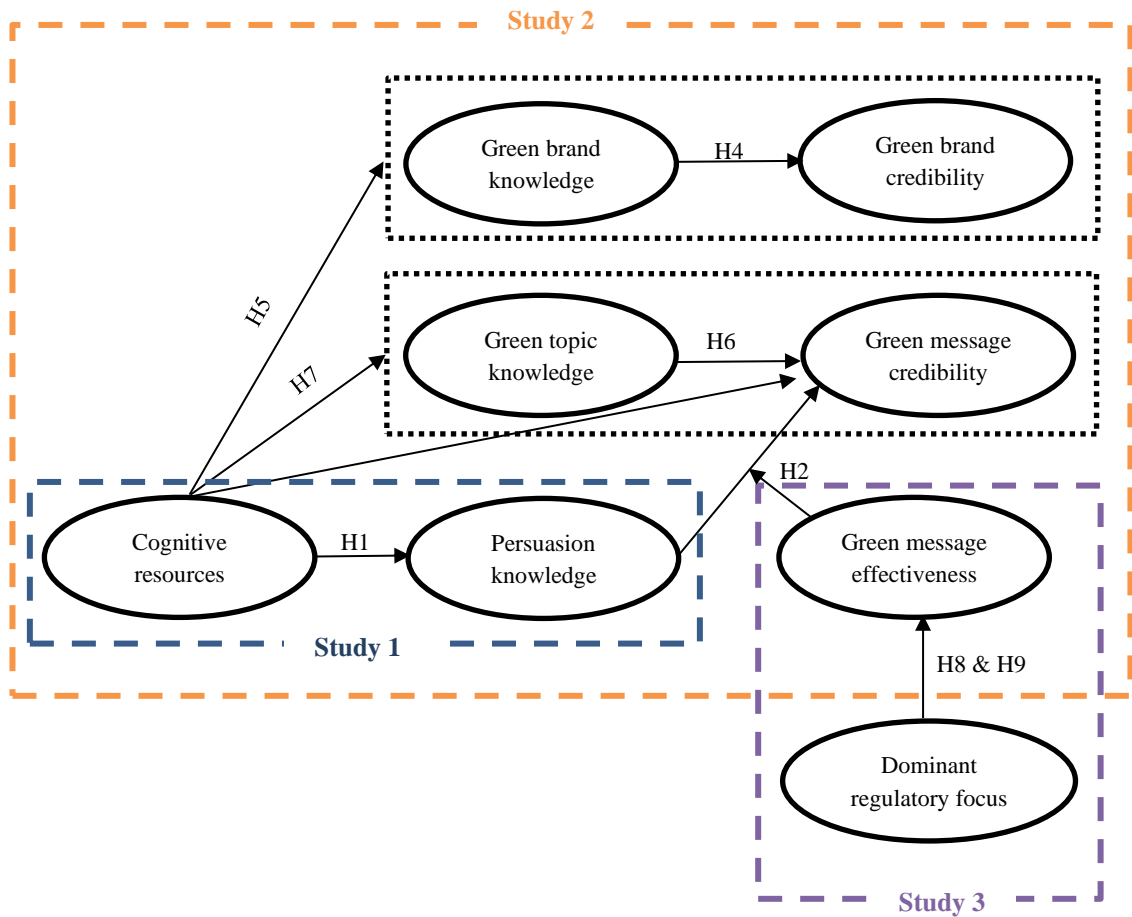 Study 2
Green brand
knowledge
H4
Green brand
credibility
H5
H7
Green topic
knowledge
H6
Green message
credibility
H2
Cognitive
resources
H1
Persuasion
knowledge
Green message
effectiveness
Study 1
H8 & H9
Dominant
regulatory focus
Study 3